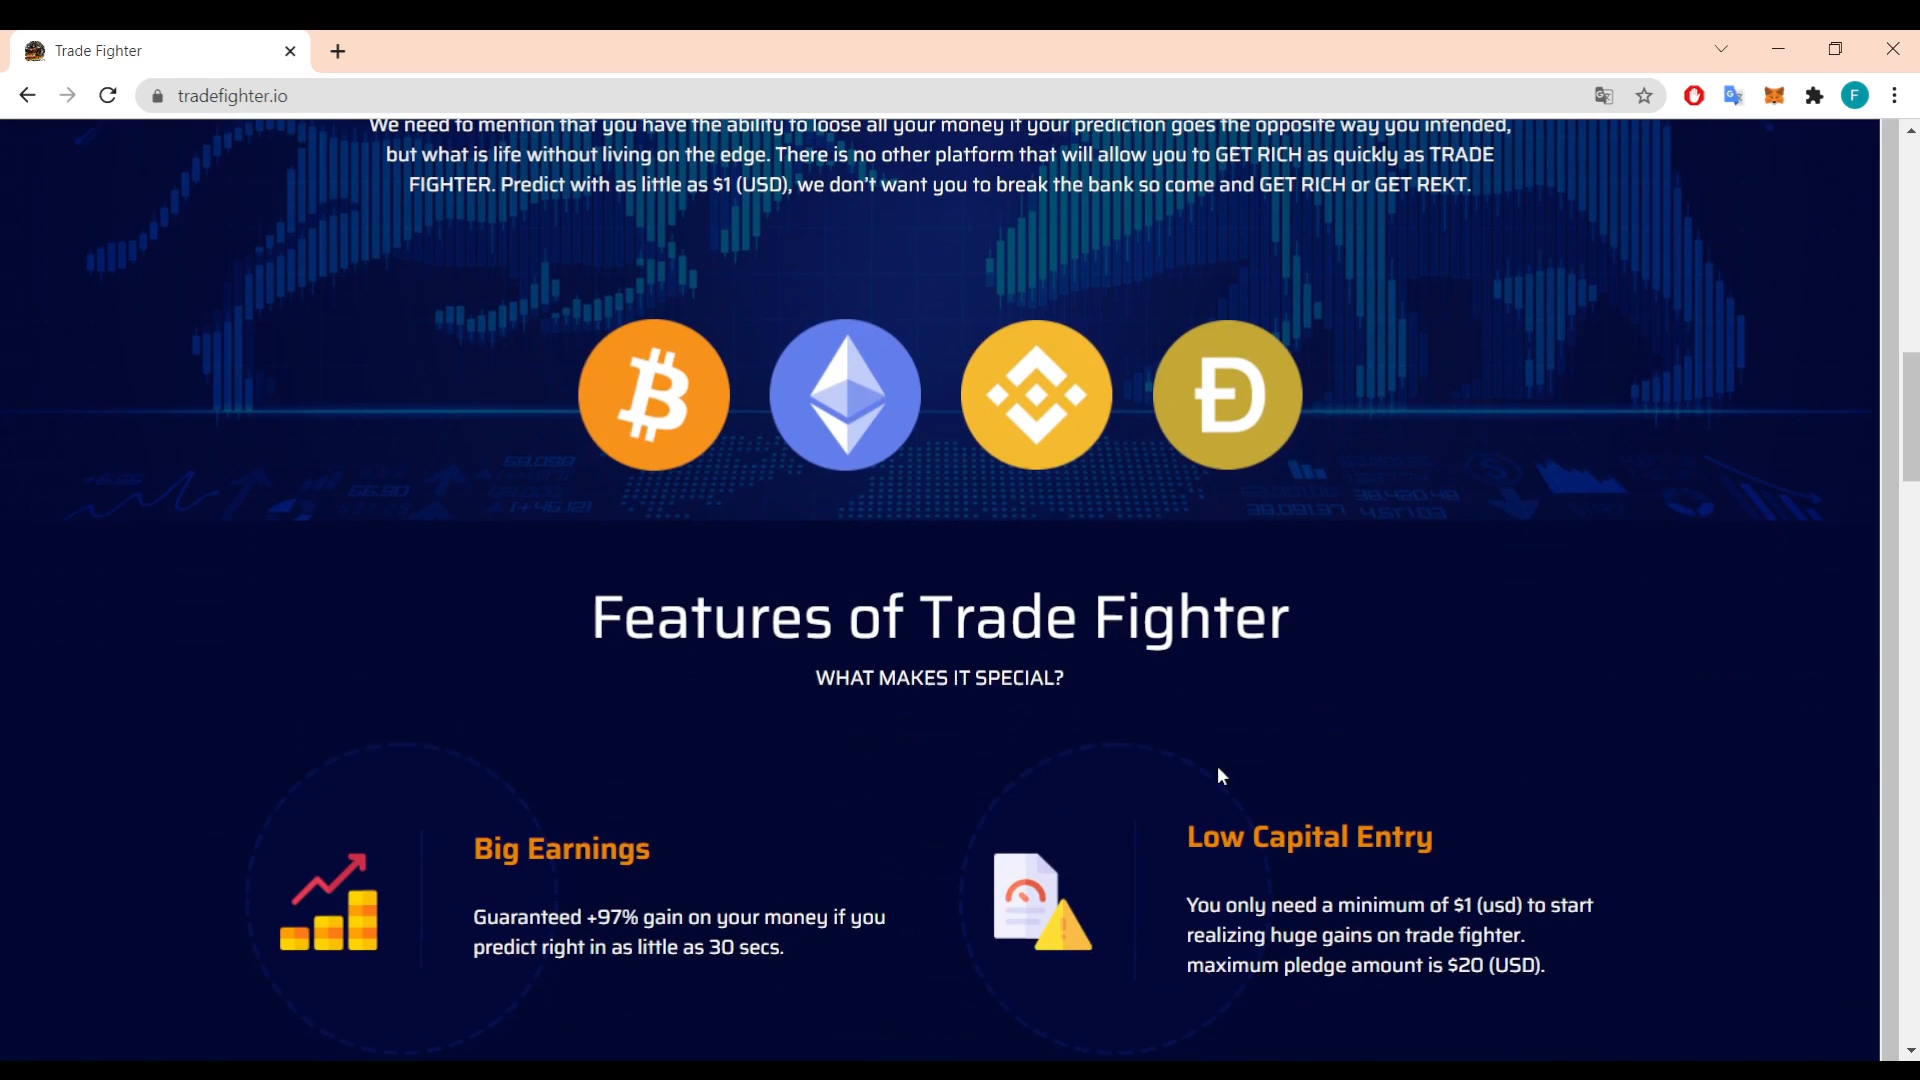 Trade Fighter
tradefighter.io
We need to mention that you have the ability to loose all your money if your prediction goes the opposite way you intended,
but what is life without living on the edge. There is no other platform that will allow you to GET RICH as quickly as TRADE
FIGHTER. Predict with as little as $1 (USD), we don't want you to break the bank so come and GET RICH or GET REKT.
Features of Trade Fighter
WHAT MAKES IT SPECIAL?
Big Earnings
Guaranteed +97% gain on your money if you
predict right in as little as 30 secs.
Low Capital Entry
You only need a minimum of $1 (usd) to start
realizing huge gains on trade fighter.
maximum pledge amount is $20 (USD).
F